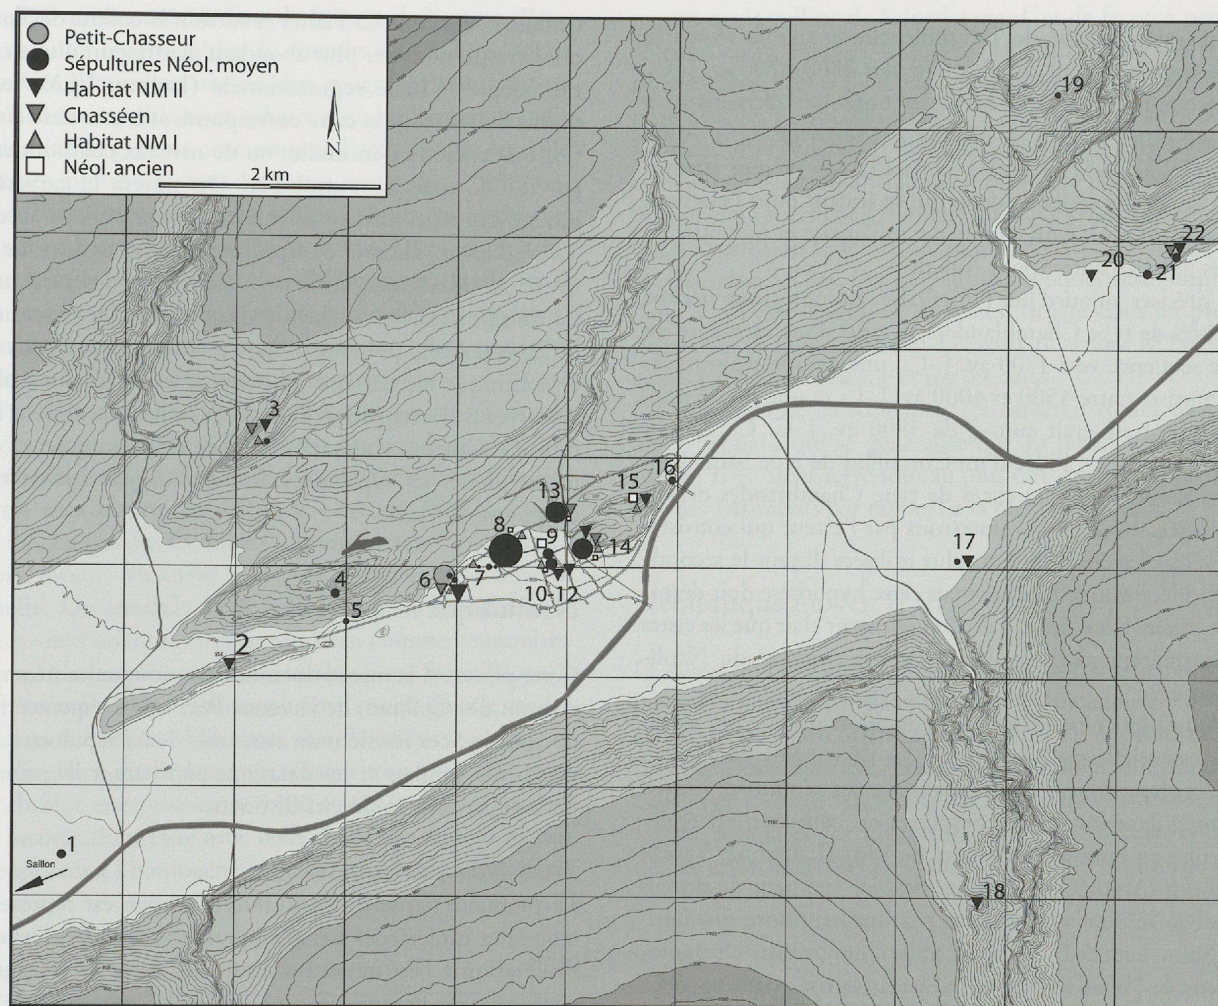 Petit-Chasseur
Sépultures Néol. moyen
Habitat NM II
Chasséen
Habitat NM I
Néol. ancien
N
2 km
19
22
20
21
3
16
15
13
8
9
14
17
6
7
4
10-12
5
2
1
Saillon
18